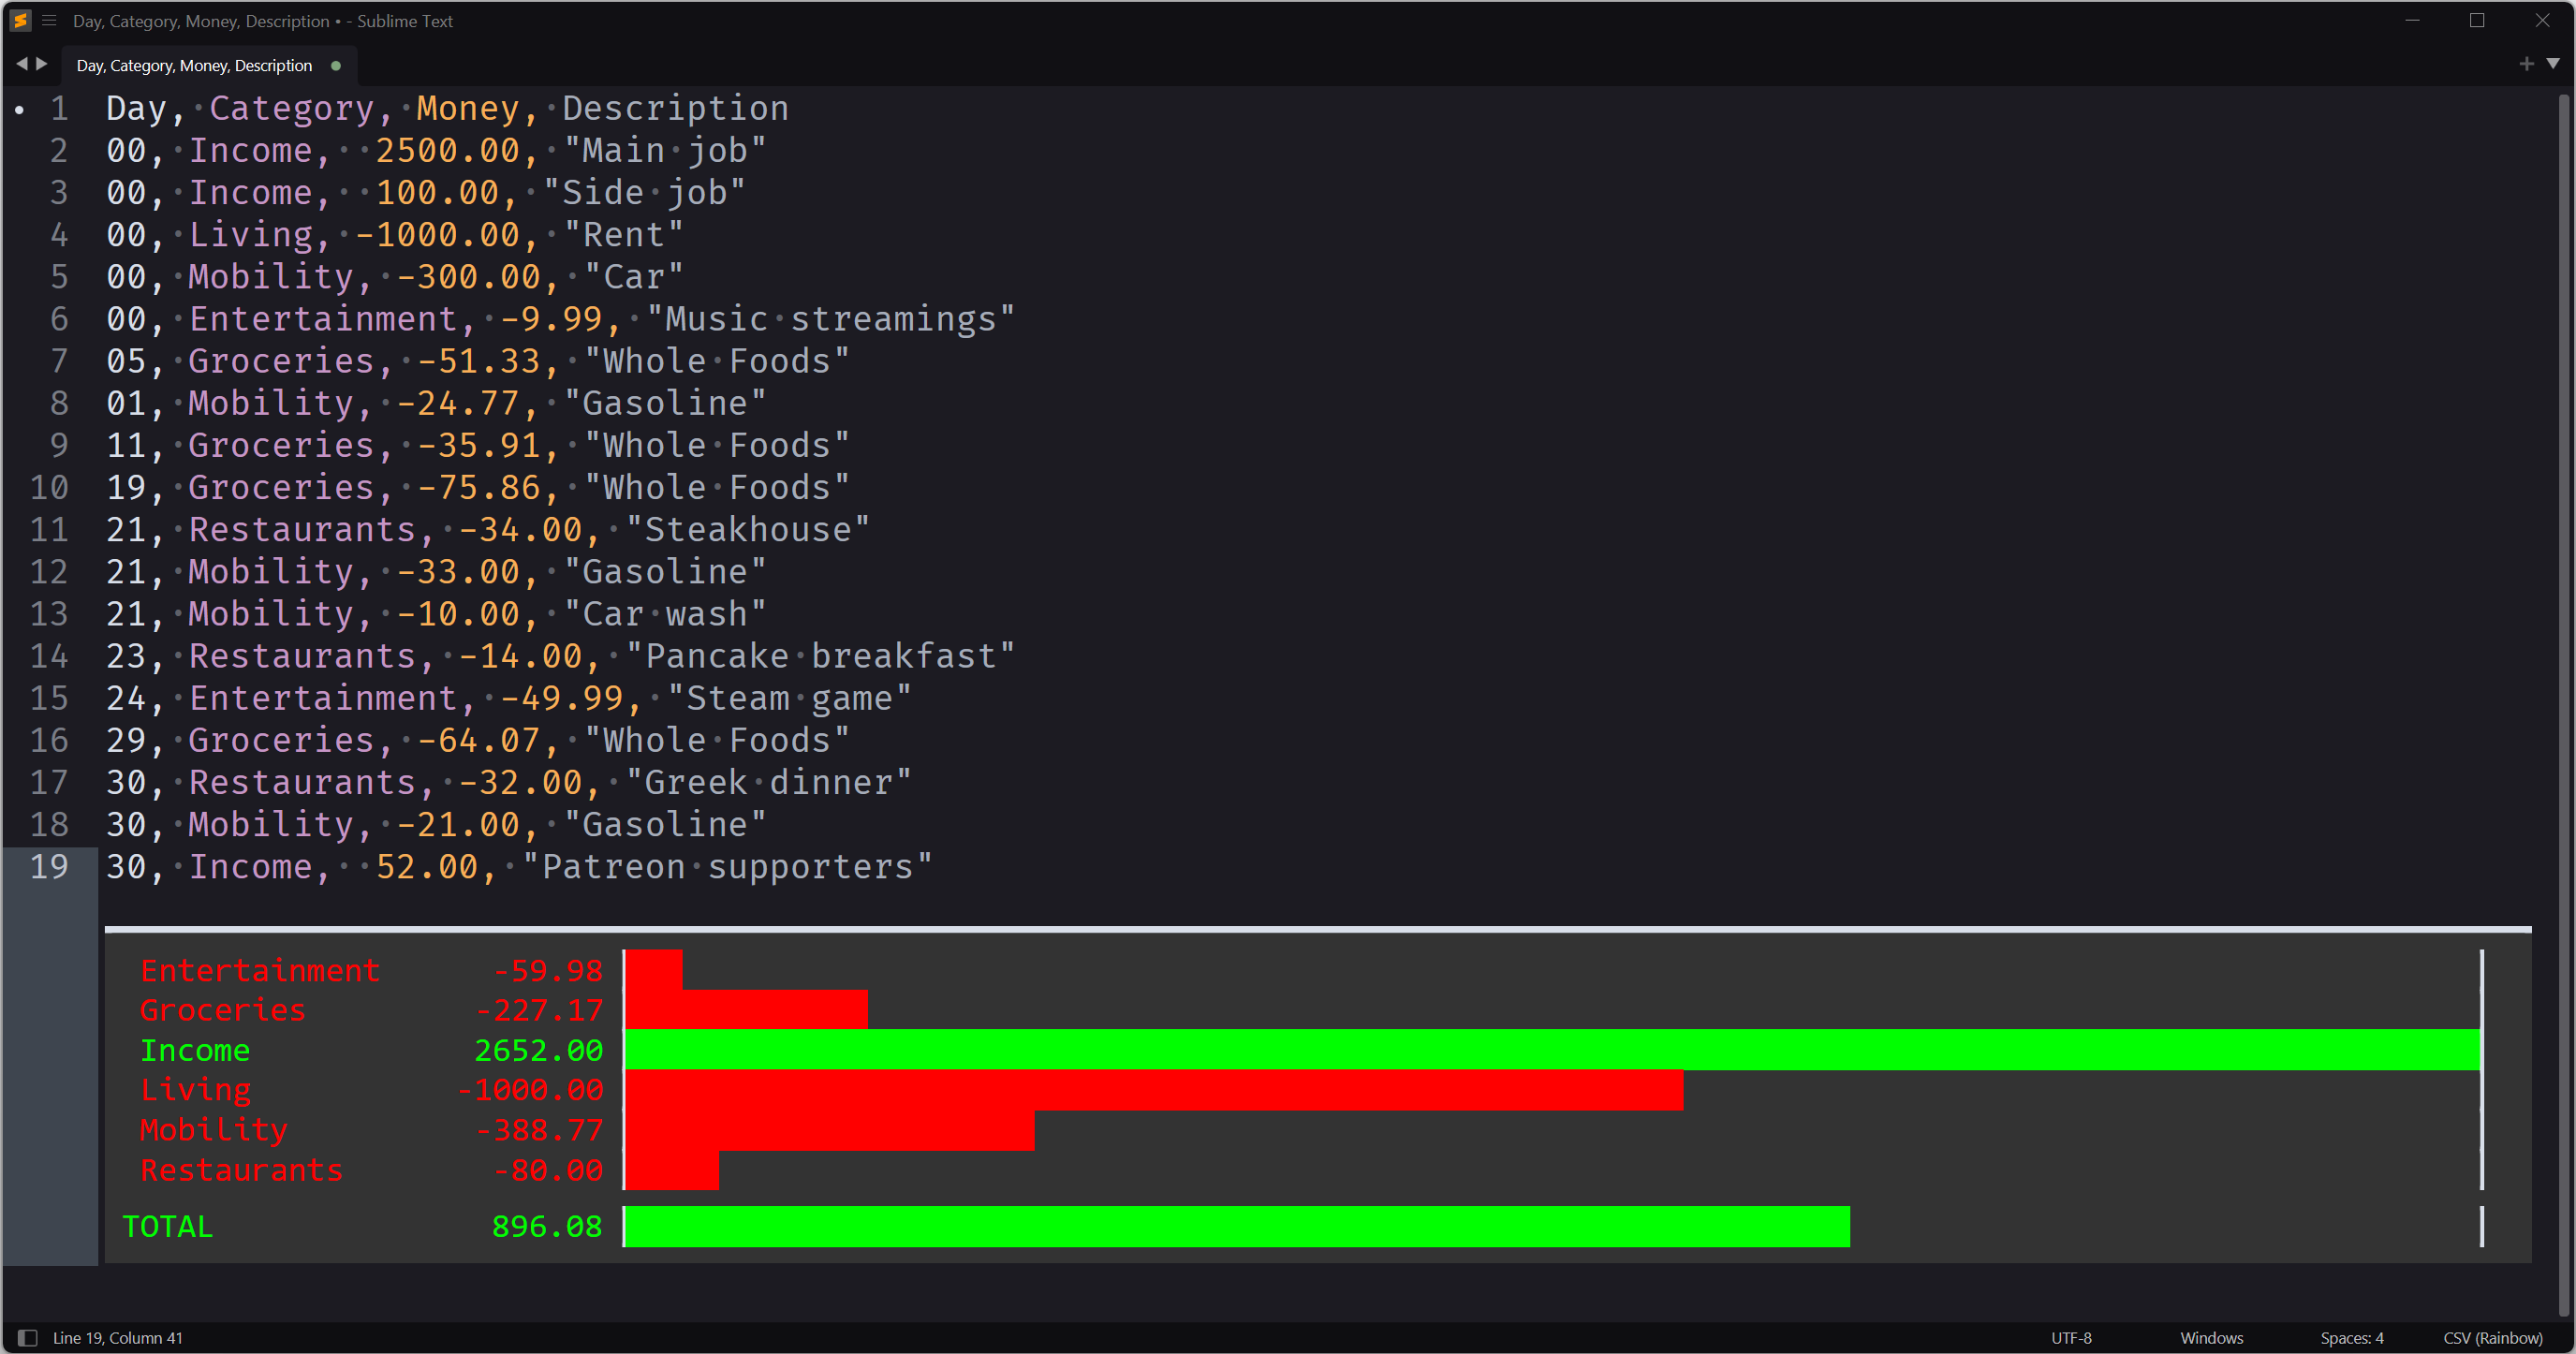 Day, Category, Money, Description • - Sublime Text
Day, Category, Money, Description
1 Day, Category, Money, Description
2 00, Income,  2500.00, "Main job"
3 00, Income,  100.00, "Side job"
4 00, Living, -1000.00, "Rent"
5 00, Mobility, -300.00, "Car"
6 00, Entertainment, -9.99, "Music streamings"
7 05, Groceries, -51.33, "Whole Foods"
8 01, Mobility, -24.77, "Gasoline"
9 11, Groceries, -35.91, "Whole Foods"
10 19, Groceries, -75.86, "Whole Foods"
11 21, Restaurants, -34.00, "Steakhouse"
12 21, Mobility, -33.00, "Gasoline"
13 21, Mobility, -10.00, "Car wash"
14 23, Restaurants, -14.00, "Pancake breakfast"
15 24, Entertainment, -49.99, "Steam game"
16 29, Groceries, -64.07, "Whole Foods"
17 30, Restaurants, -32.00, "Greek dinner"
18 30, Mobility, -21.00, "Gasoline"
19 30, Income,  52.00, "Patreon supporters"
Entertainment -59.98
Groceries -227.17
Income 2652.00
Living -1000.00
Mobility -388.77
Restaurants -80.00
TOTAL 896.08
Line 19, Column 41 UTF-8 Windows Spaces: 4 CSV (Rainbow)